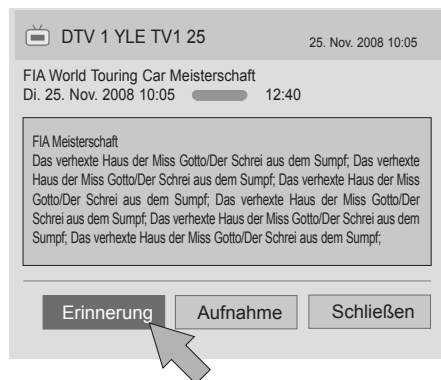 DTV 1 YLE TV1 25
25. Nov. 2008 10:05
FIA World Touring Car Meisterschaft
Di. 25. Nov. 2008 10:05 12:40
FIA Meisterschaft
Das verhexte Haus der Miss Gotto/Der Schrei aus dem Sumpf; Das verhexte
Haus der Miss Gotto/Der Schrei aus dem Sumpf; Das verhexte Haus der Miss
Gotto/Der Schrei aus dem Sumpf; Das verhexte Haus der Miss Gotto/Der
Schrei aus dem Sumpf; Das verhexte Haus der Miss Gotto/Der Schrei aus dem
Sumpf; Das verhexte Haus der Miss Gotto/Der Schrei aus dem Sumpf;
Erinnerung Aufnahme Schließen